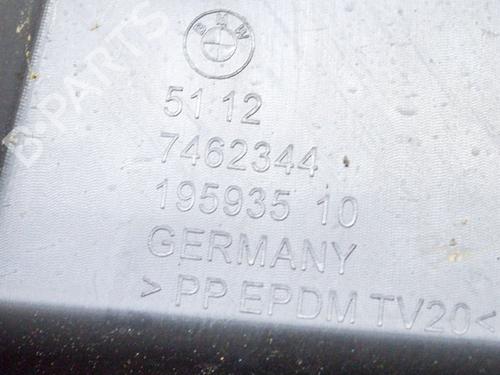 B-PARTS
BMW
51 12
7462344
195935 10
GERMANY
> PP EPDM TV20<